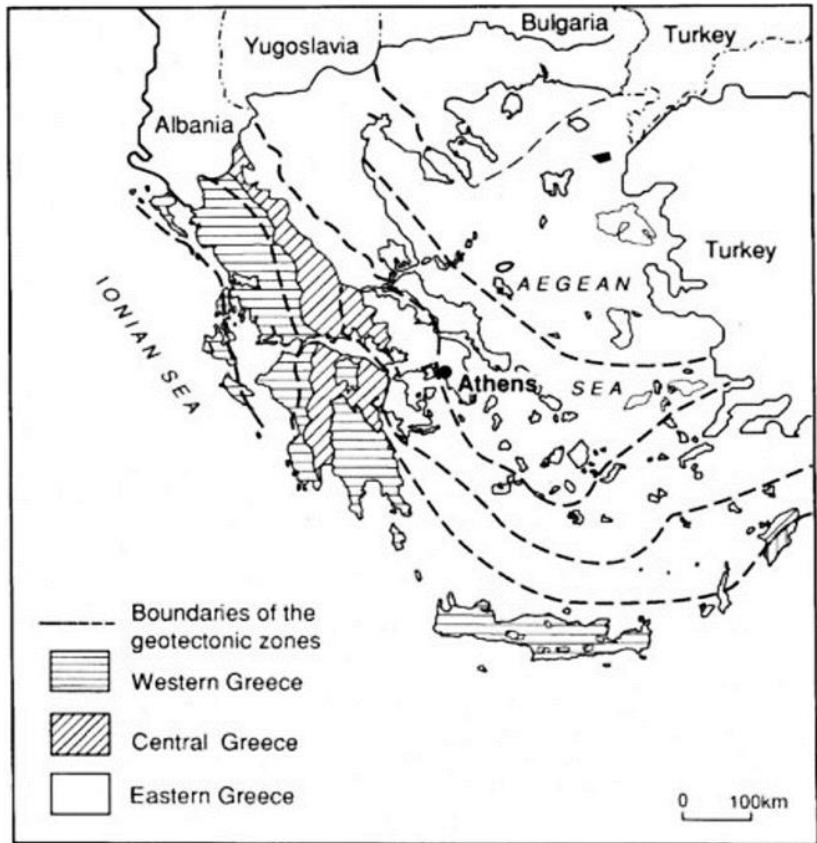 Bulgaria
Yugoslavia
Turkey
Albania
Turkey
AEGEAN
IONIAN SEA
Athens
SEA
Boundaries of the
geotectonic zones
Western Greece
Central Greece
Eastern Greece
0 100km